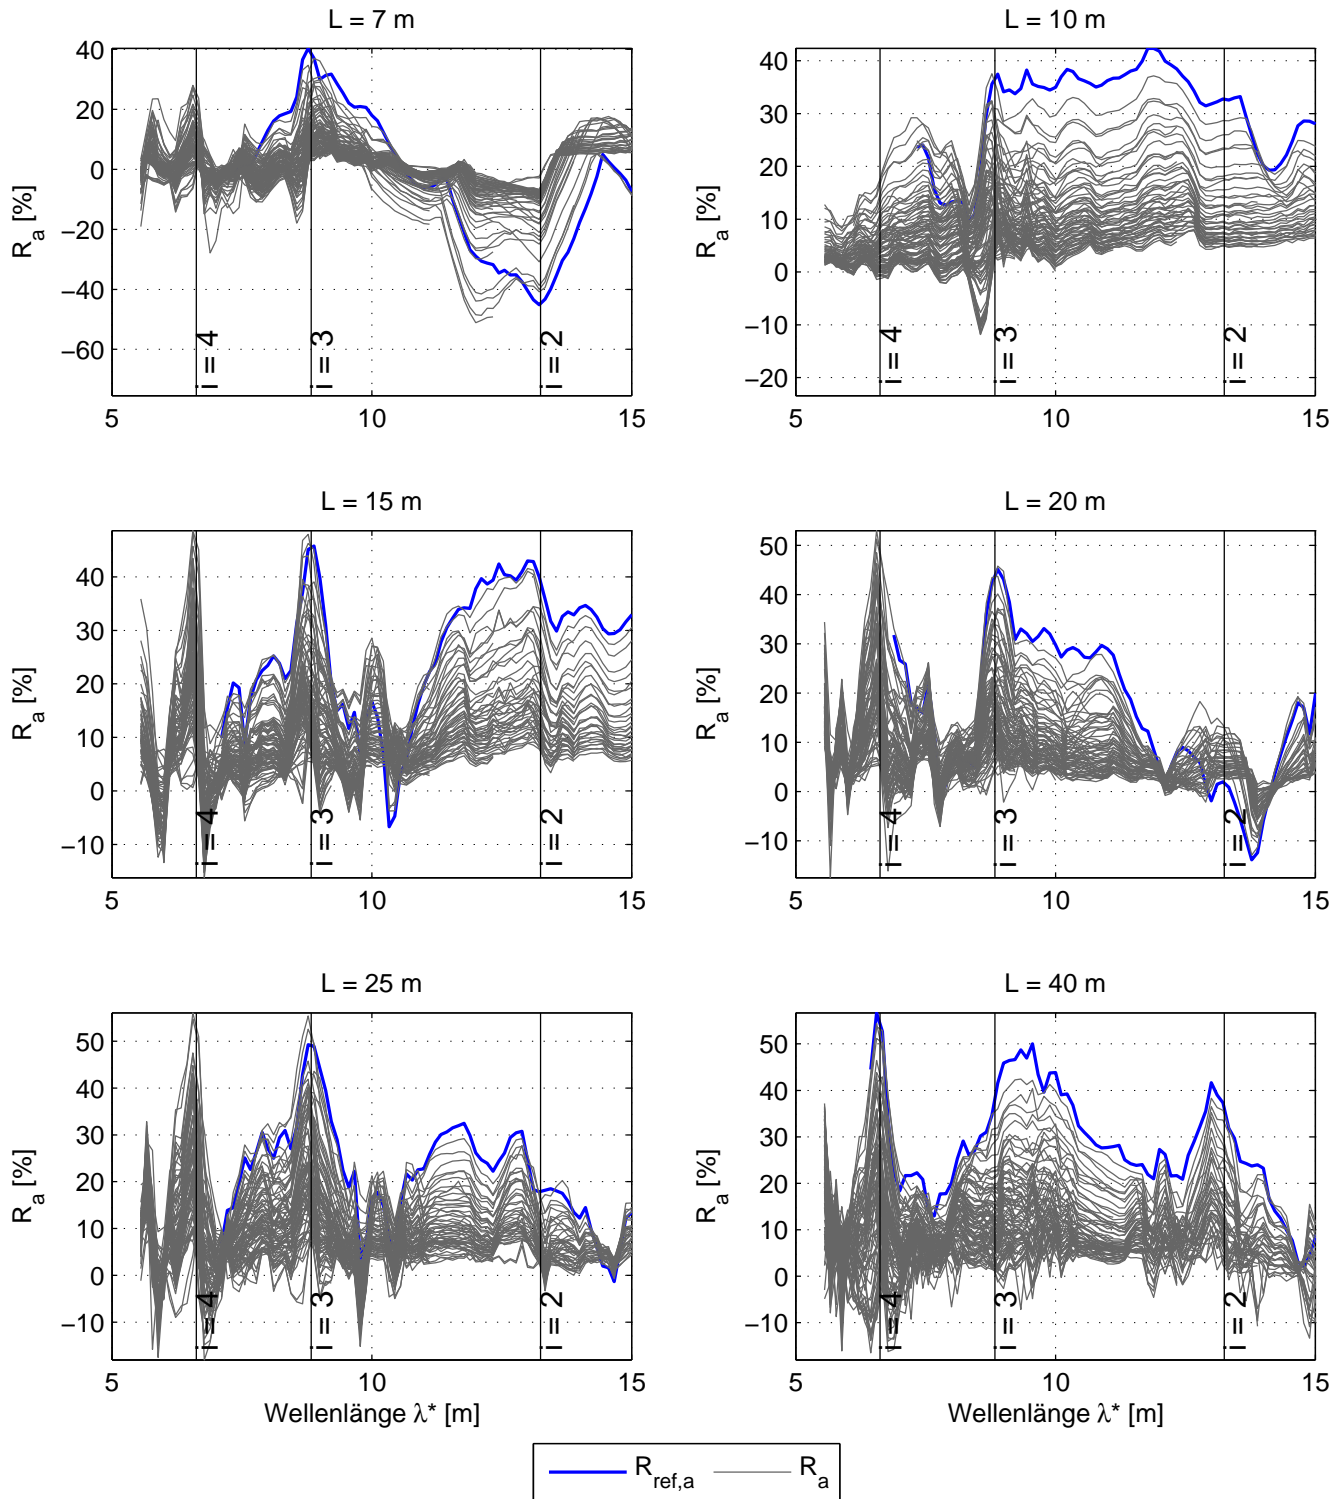 L = 7 m
40
20
0
−20
−40
−60
R_a [%]
i = 4
i = 3
i = 2
5
10
15
L = 10 m
40
30
20
10
0
−10
−20
R_a [%]
i = 4
i = 3
i = 2
5
10
15
L = 15 m
40
30
20
10
0
−10
R_a [%]
i = 4
i = 3
i = 2
5
10
15
L = 20 m
50
40
30
20
10
0
−10
R_a [%]
i = 4
i = 3
i = 2
5
10
15
L = 25 m
50
40
30
20
10
0
−10
R_a [%]
i = 4
i = 3
i = 2
5
10
15
Wellenlänge λ* [m]
L = 40 m
50
40
30
20
10
0
−10
R_a [%]
i = 4
i = 3
i = 2
5
10
15
Wellenlänge λ* [m]
R_ref,a
R_a